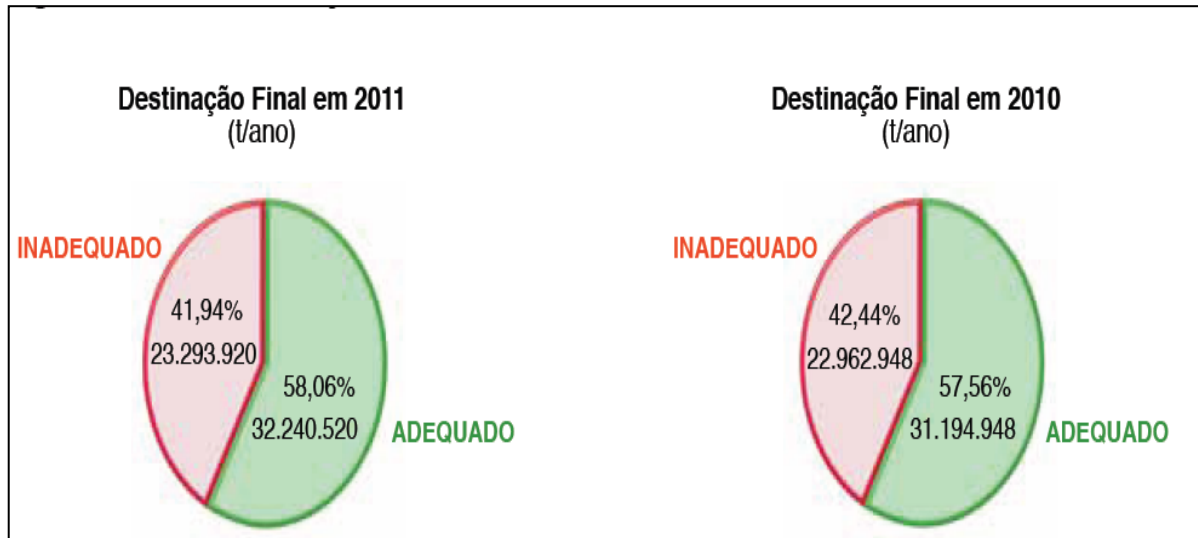 Destinação Final em 2011
(t/ano)
INADEQUADO
41,94%
23.293.920
58,06%
32.240.520
ADEQUADO
Destinação Final em 2010
(t/ano)
INADEQUADO
42,44%
22.962.948
57,56%
31.194.948
ADEQUADO